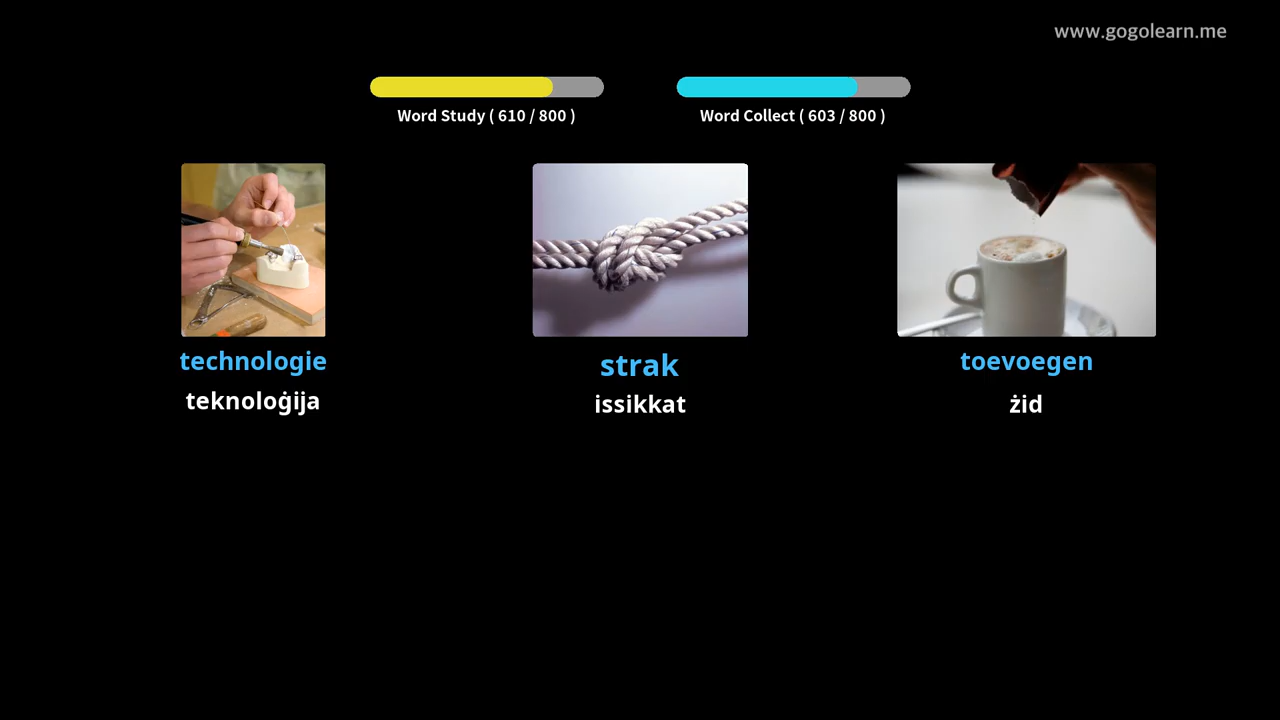 www.gogolearn.me
Word Study ( 610 / 800 )
Word Collect ( 603 / 800 )
technologie
teknoloġija
strak
issikkat
toevoegen
żid